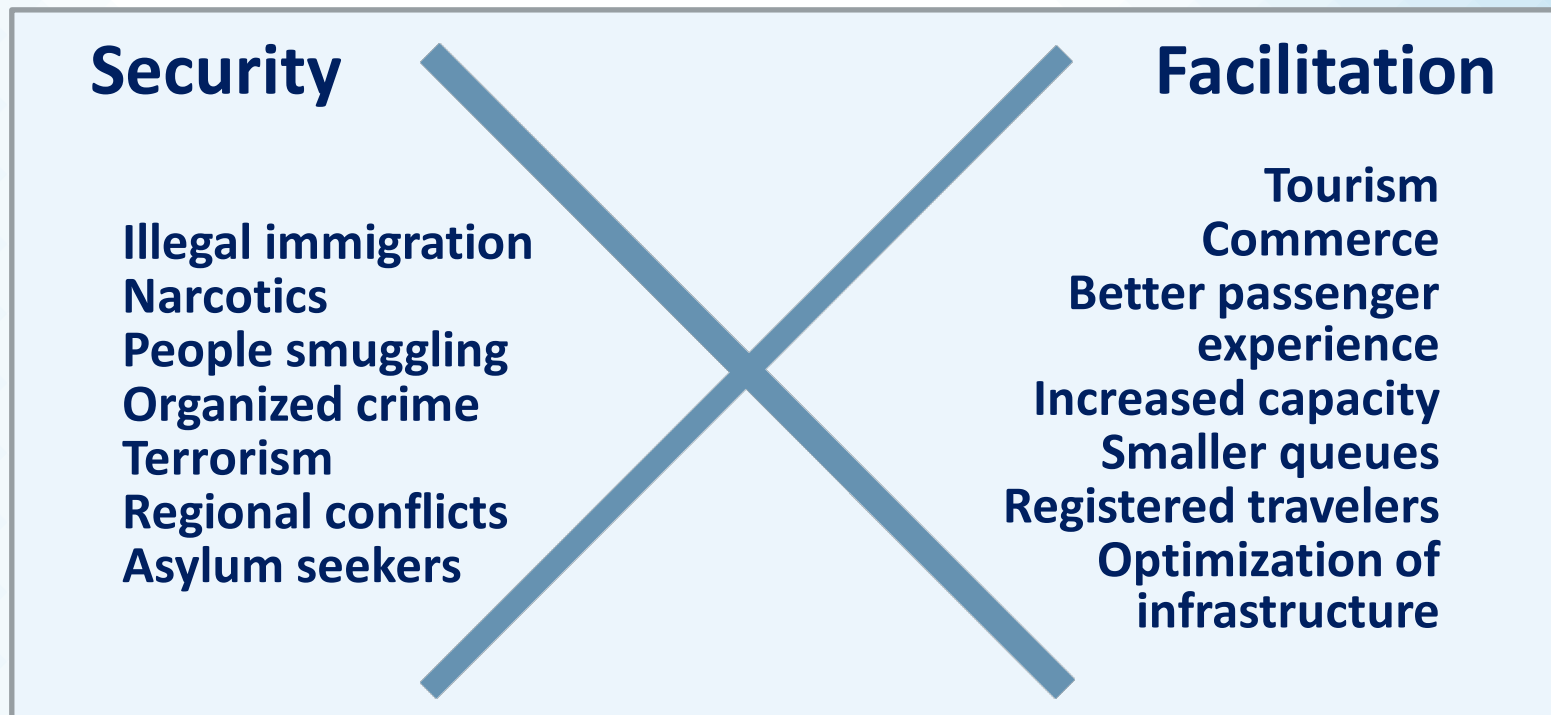 Security
Illegal immigration
Narcotics
People smuggling
Organized crime
Terrorism
Regional conflicts
Asylum seekers
Facilitation
Tourism
Commerce
Better passenger
experience
Increased capacity
Smaller queues
Registered travelers
Optimization of
infrastructure